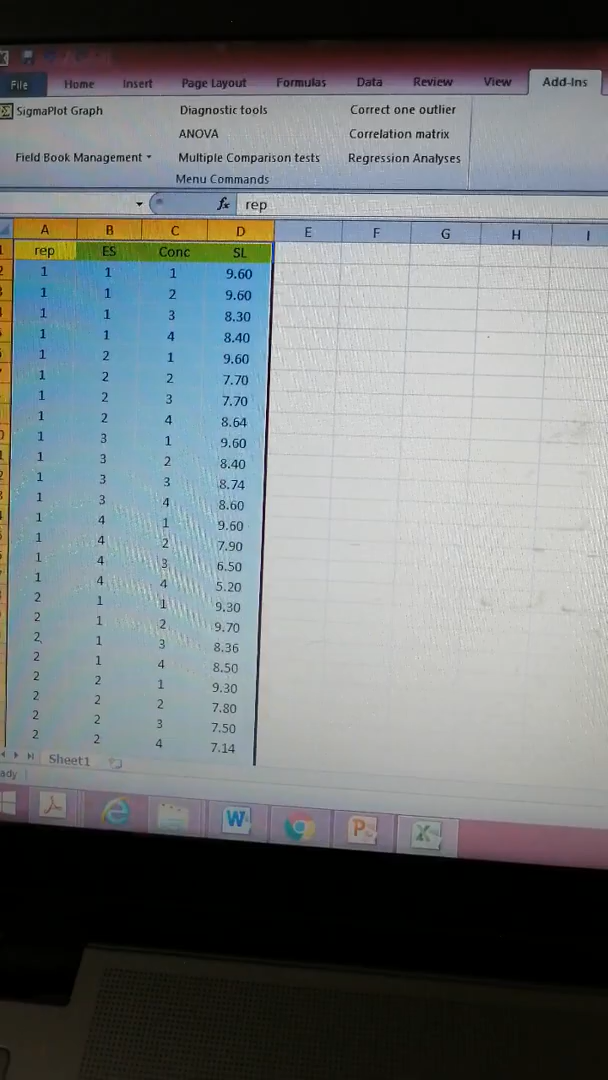 File Home Insert Page Layout Formulas Data Review View Add-Ins
SigmaPlot Graph Diagnostic tools Correct one outlier
ANOVA Correlation matrix
Field Book Management Multiple Comparison tests Regression Analyses
Menu Commands
fx rep
A B C D E F G H I
rep ES Conc SL
1 1 1 9.60
1 1 2 9.60
1 1 3 8.30
1 1 4 8.40
1 2 1 9.60
1 2 2 7.70
1 2 3 7.70
1 2 4 8.64
1 3 1 9.60
1 3 2 8.40
1 3 3 8.74
1 3 4 8.60
1 4 1 9.60
1 4 2 7.90
1 4 3 6.50
1 4 4 5.20
2 1 1 9.30
2 1 2 9.70
2 1 3 8.36
2 1 4 8.50
2 2 1 9.30
2 2 2 7.80
2 2 3 7.50
2 2 4 7.14
Sheet1